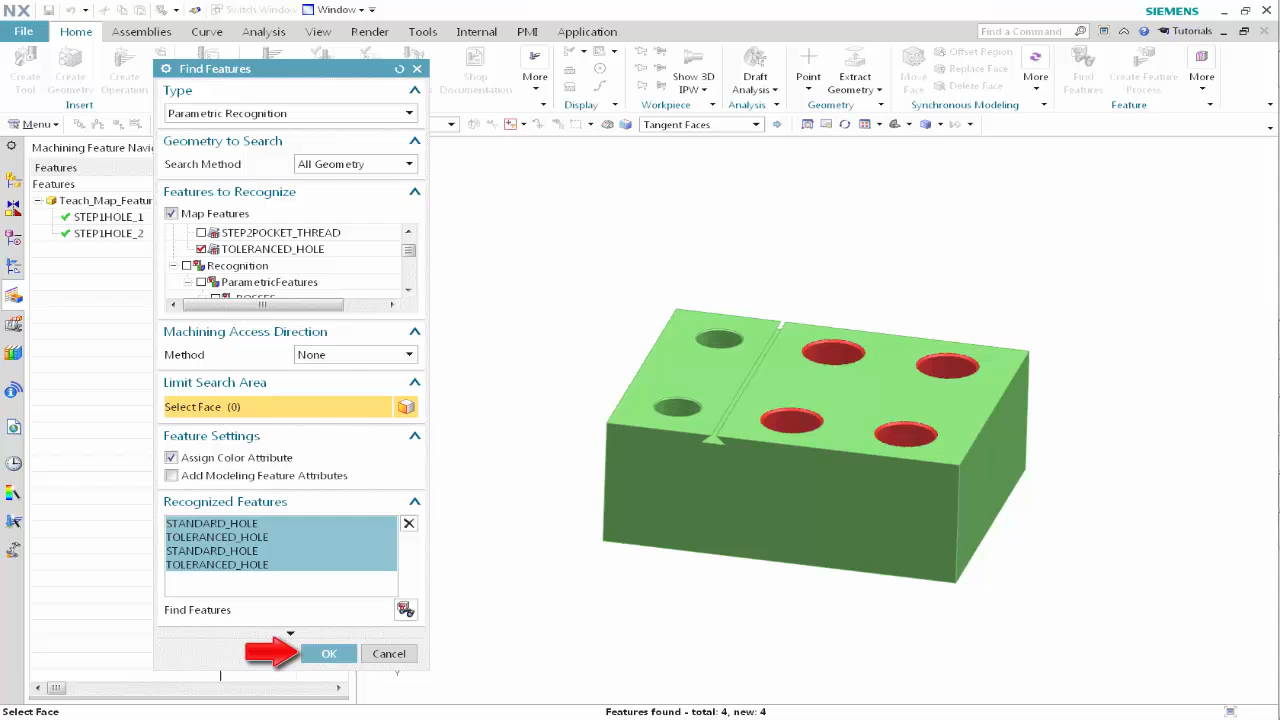 NX
Switch Window
Window
SIEMENS
File
Home
Assemblies
Curve
Analysis
View
Render
Tools
Internal
PMI
Application
Find a Command
Tutorials
Create Tool
Create Geometry
Create Operation
Shop Documentation
More
Show 3D IPW
Draft Analysis
Point
Extract Geometry
Move Face
Offset Region
Replace Face
Delete Face
More
Find Features
Create Feature Process
More
Insert
Display
Workpiece
Analysis
Geometry
Synchronous Modeling
Feature
Menu
Tangent Faces
Machining Feature Navi
Features
Features
Teach_Map_Featur
STEP1HOLE_1
STEP1HOLE_2
Find Features
Type
Parametric Recognition
Geometry to Search
Search Method
All Geometry
Features to Recognize
Map Features
STEP2POCKET_THREAD
TOLERANCED_HOLE
Recognition
ParametricFeatures
BOSSES
Machining Access Direction
Method
None
Limit Search Area
Select Face (0)
Feature Settings
Assign Color Attribute
Add Modeling Feature Attributes
Recognized Features
STANDARD_HOLE
TOLERANCED_HOLE
STANDARD_HOLE
TOLERANCED_HOLE
Find Features
OK
Cancel
Y
Select Face
Features found - total: 4, new: 4